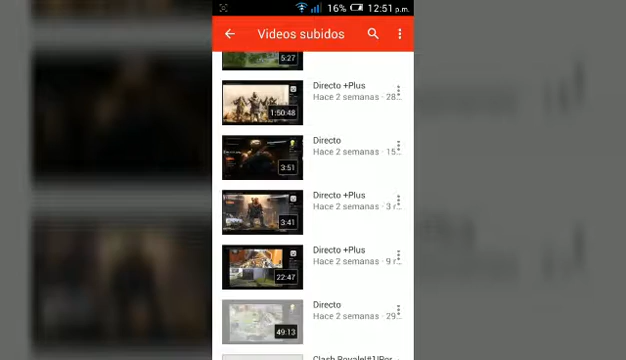 16% 12:51 p.m.
Videos subidos
5:27
Directo +Plus
Hace 2 semanas · 28...
1:50:48
Directo
Hace 2 semanas · 15...
3:51
Directo +Plus
Hace 2 semanas · 3 r...
3:41
Directo +Plus
Hace 2 semanas · 9 r...
22:47
Directo
Hace 2 semanas · 29...
49:13